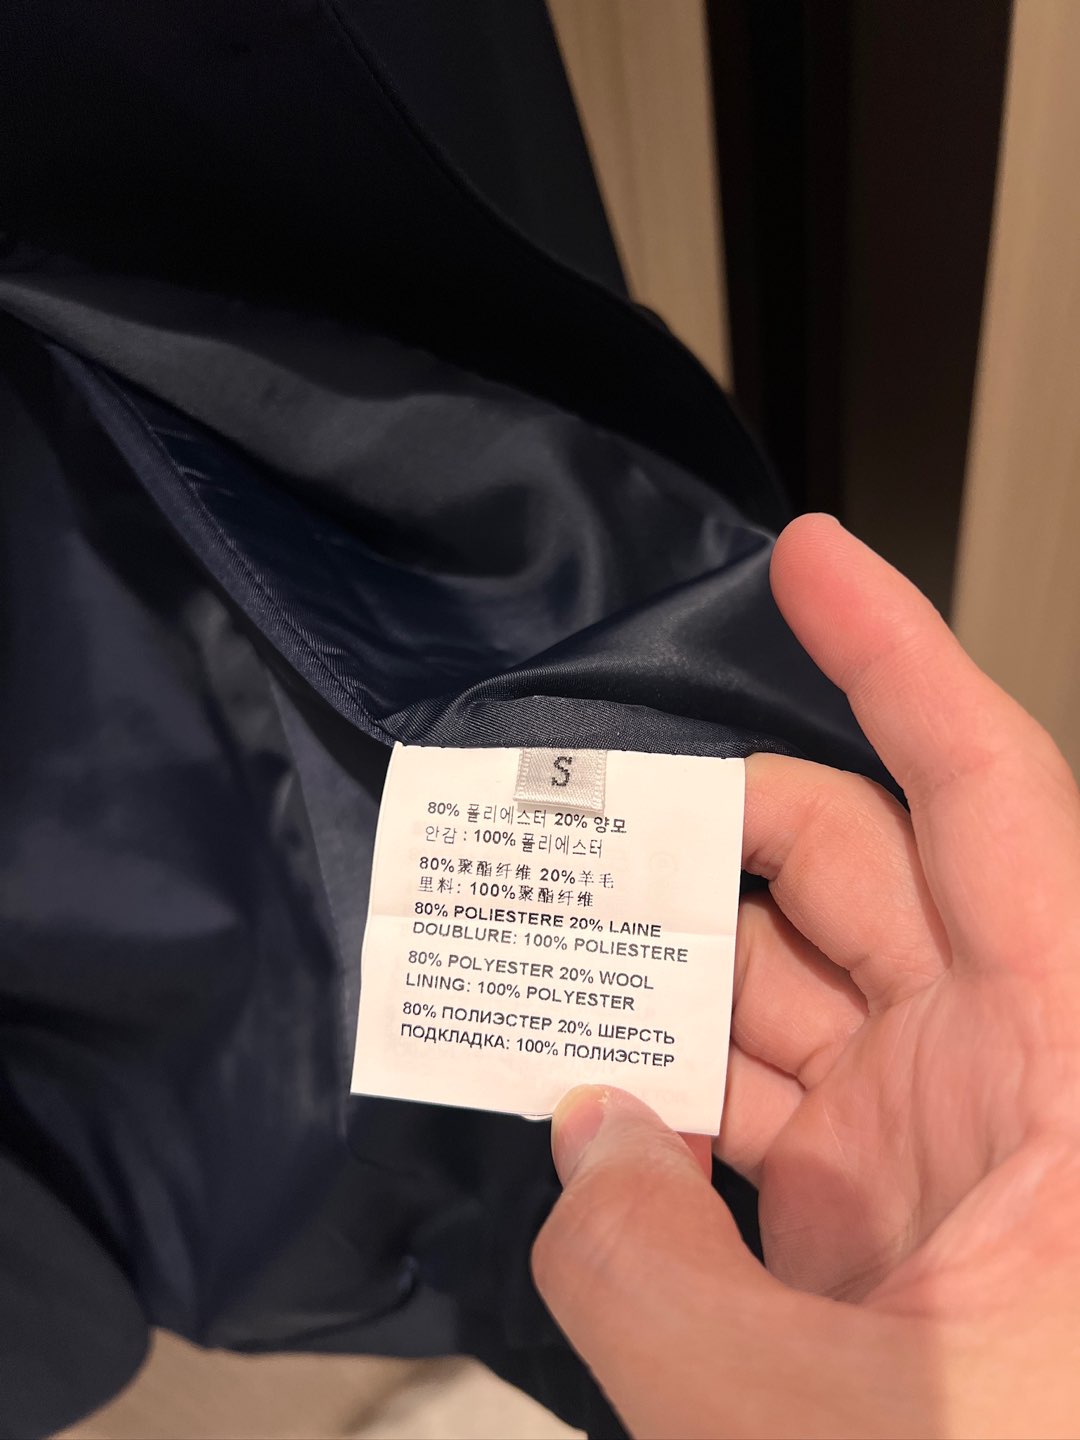 S
80% 폴리에스터 20% 양모
안감 : 100% 폴리에스터
80%聚酯纤维 20%羊毛
里料: 100%聚酯纤维
80% POLIESTERE 20% LAINE
DOUBLURE: 100% POLIESTERE
80% POLYESTER 20% WOOL
LINING: 100% POLYESTER
80% ПОЛИЭСТЕР 20% ШЕРСТЬ
ПОДКЛАДКА: 100% ПОЛИЭСТЕР